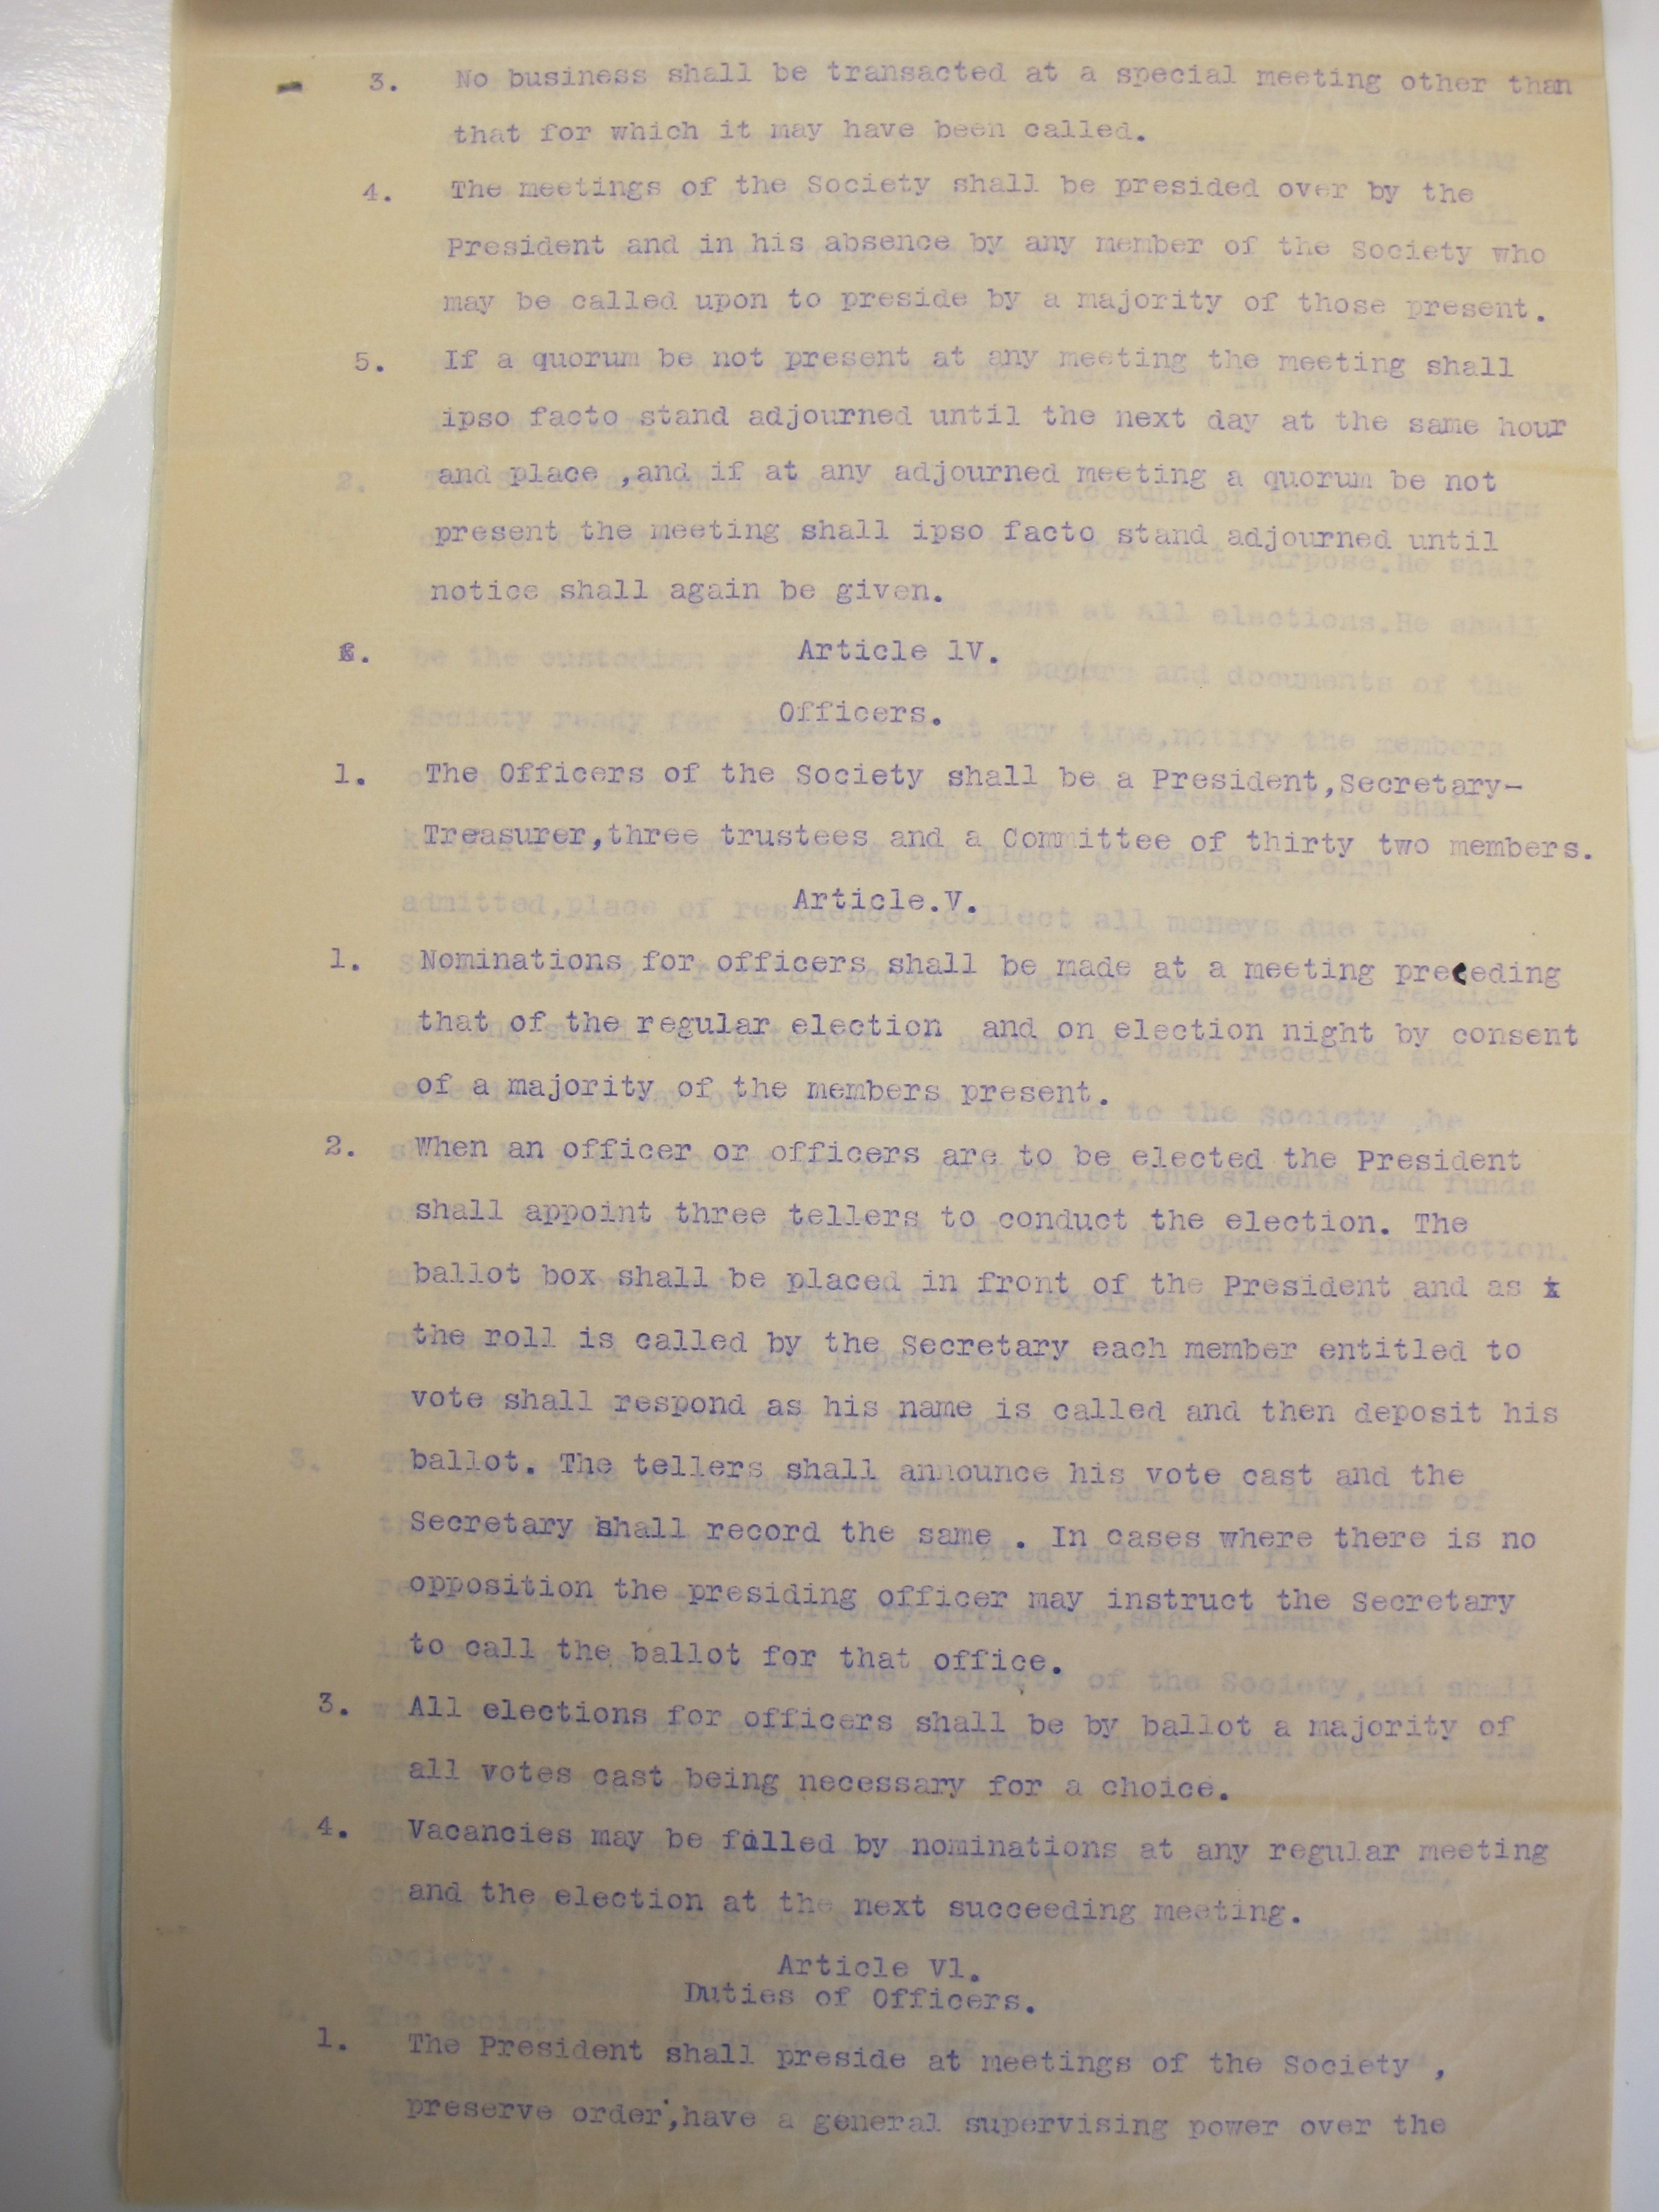 3. No business shall be transacted at a special meeting other than
that for which it may have been called.
4. The meetings of the Society shall be presided over by the
President and in his absence by any member of the Society who
may be called upon to preside by a majority of those present.
5. If a quorum be not present at any meeting the meeting shall
ipso facto stand adjourned until the next day at the same hour
and place ,and if at any adjourned meeting a quorum be not
present the meeting shall ipso facto stand adjourned until
notice shall again be given.
Article lV.
Officers.
1. The Officers of the Society shall be a President,Secretary-
Treasurer,three trustees and a Committee of thirty two members.
Article.V.
1. Nominations for officers shall be made at a meeting preceding
that of the regular election and on election night by consent
of a majority of the members present.
2. When an officer or officers are to be elected the President
shall appoint three tellers to conduct the election. The
ballot box shall be placed in front of the President and as
the roll is called by the Secretary each member entitled to
vote shall respond as his name is called and then deposit his
ballot. The tellers shall announce his vote cast and the
Secretary shall record the same . In cases where there is no
opposition the presiding officer may instruct the Secretary
to call the ballot for that office.
3. All elections for officers shall be by ballot a majority of
all votes cast being necessary for a choice.
4. Vacancies may be filled by nominations at any regular meeting
and the election at the next succeeding meeting.
Article Vl.
Duties of Officers.
1. The President shall preside at meetings of the Society ,
preserve order,have a general supervising power over the